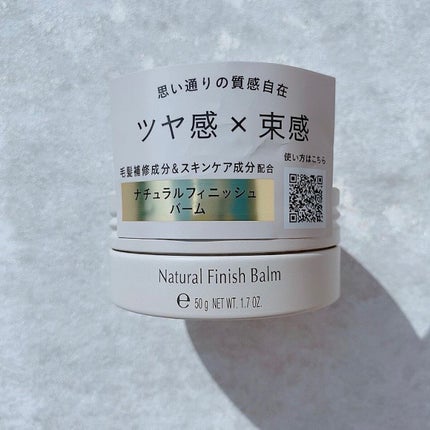 思い通りの質感自在
ツヤ感×束感
毛髪補修成分&スキンケア成分配合
使い方はこちら
ナチュラルフィニッシュ
バーム
Natural Finish Balm
℮ 50g NET WT. 1.7 OZ.